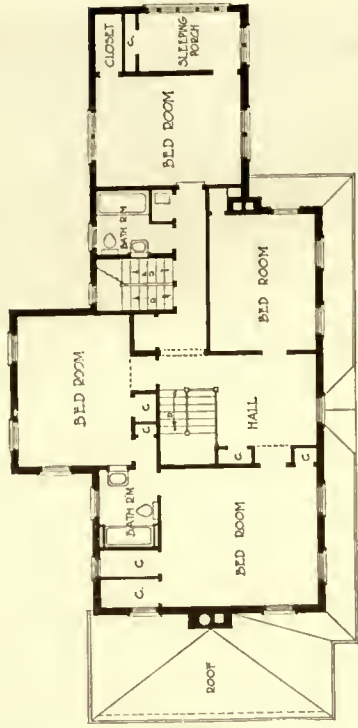 CLOSET
C.
SLEEPING
PORCH
BED ROOM
BATH RM
BED ROOM
BED ROOM
C
C
D
HALL
C
C
BATH RM
C
C
BED ROOM
ROOF